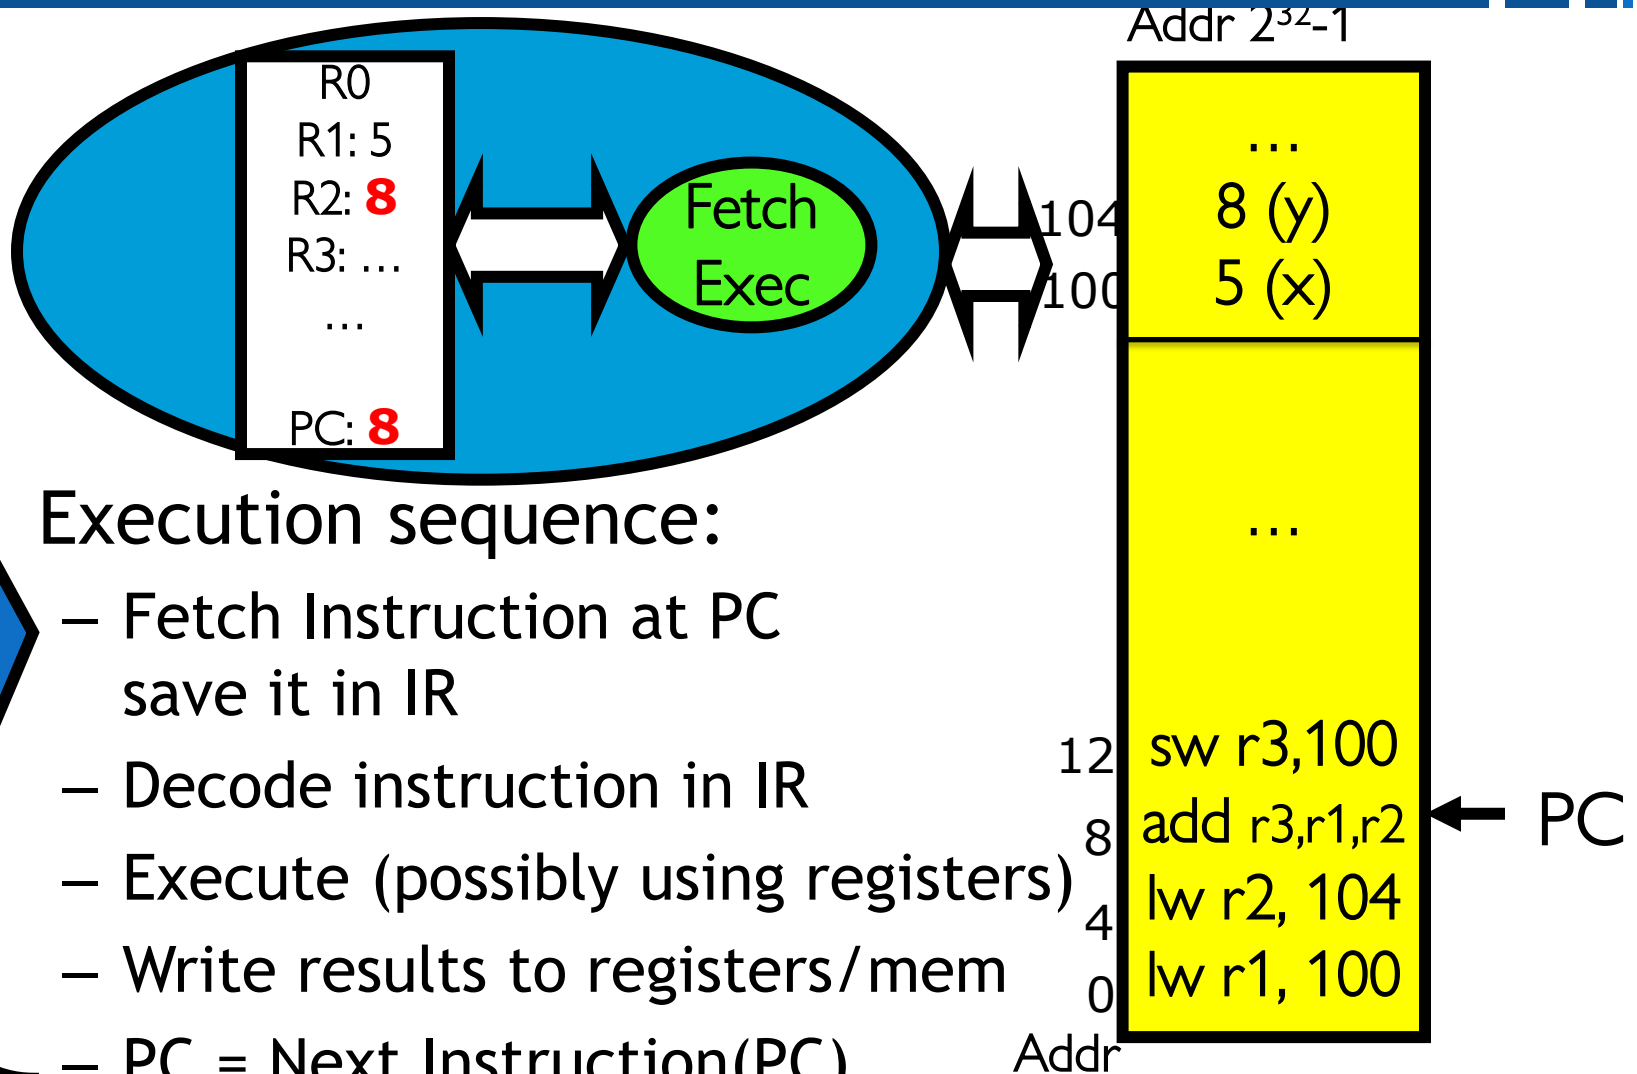 Addr 2³²-1
R0
R1: 5
R2: 8
R3: ...
...
PC: 8
Fetch
Exec
...
104 8 (y)
100 5 (x)
...
Execution sequence:
– Fetch Instruction at PC
save it in IR
– Decode instruction in IR
– Execute (possibly using registers)
– Write results to registers/mem
– PC = Next Instruction(PC)
12 sw r3,100
8 add r3,r1,r2 PC
4 lw r2, 104
0 lw r1, 100
Addr